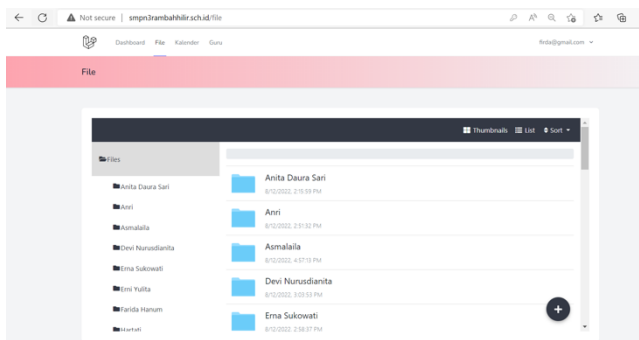 Not secure | smpn3rambahhilir.sch.id/file
Dashboard File Kalender Guru firda@gmail.com
File
Thumbnails List Sort
Files
Anita Daura Sari
Anri
Asmalaila
Devi Nurusdianita
Erna Sukowati
Erni Yulita
Farida Hanum
Hartati
Anita Daura Sari
8/12/2022, 2:15:59 PM
Anri
8/12/2022, 2:51:32 PM
Asmalaila
8/12/2022, 4:57:15 PM
Devi Nurusdianita
8/12/2022, 3:03:53 PM
Erna Sukowati
8/12/2022, 2:58:37 PM